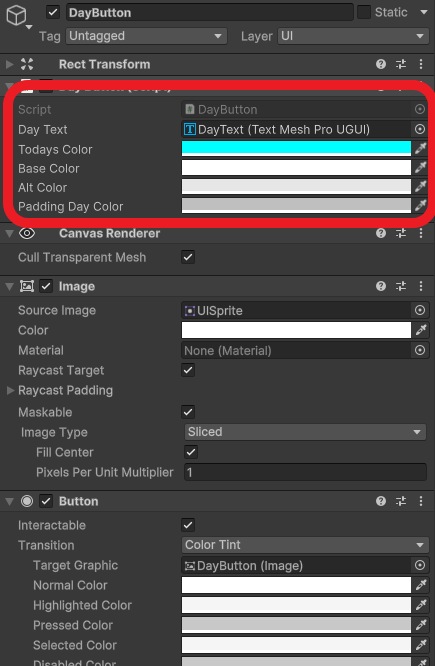 DayButton Static
Tag Untagged Layer UI
Rect Transform
Day Button (Script)
Script DayButton
Day Text DayText (Text Mesh Pro UGUI)
Todays Color
Base Color
Alt Color
Padding Day Color
Canvas Renderer
Cull Transparent Mesh
Image
Source Image UISprite
Color
Material None (Material)
Raycast Target
Raycast Padding
Maskable
Image Type Sliced
Fill Center
Pixels Per Unit Multiplier 1
Button
Interactable
Transition Color Tint
Target Graphic DayButton (Image)
Normal Color
Highlighted Color
Pressed Color
Selected Color
Disabled Color